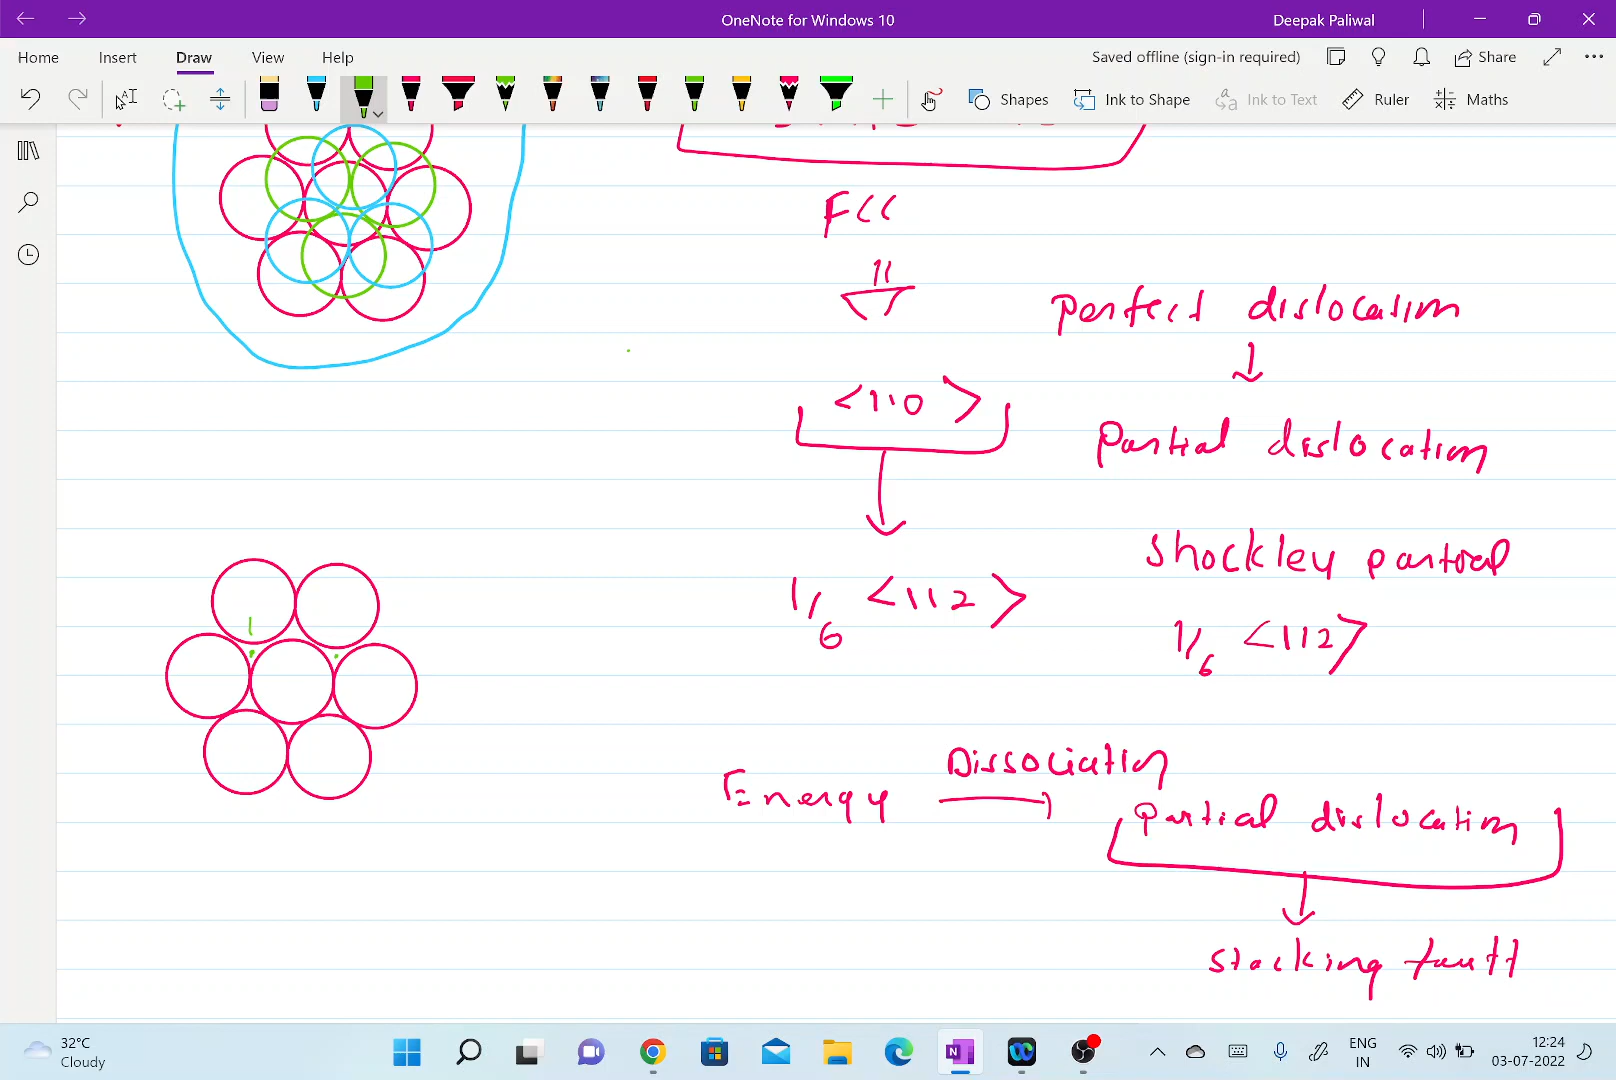 OneNote for Windows 10
Deepak Paliwal
Home Insert Draw View Help
Saved offline (sign-in required)
Share
Shapes
Ink to Shape
Ink to Text
Ruler
Maths
FCC
Perfect dislocation
<110>
Partial dislocation
Shockley partial
1/6 <112>
1/6 <112>
Dissociation
Energy
Partial dislocation
stacking fault
32°C
Cloudy
ENG
IN
12:24
03-07-2022